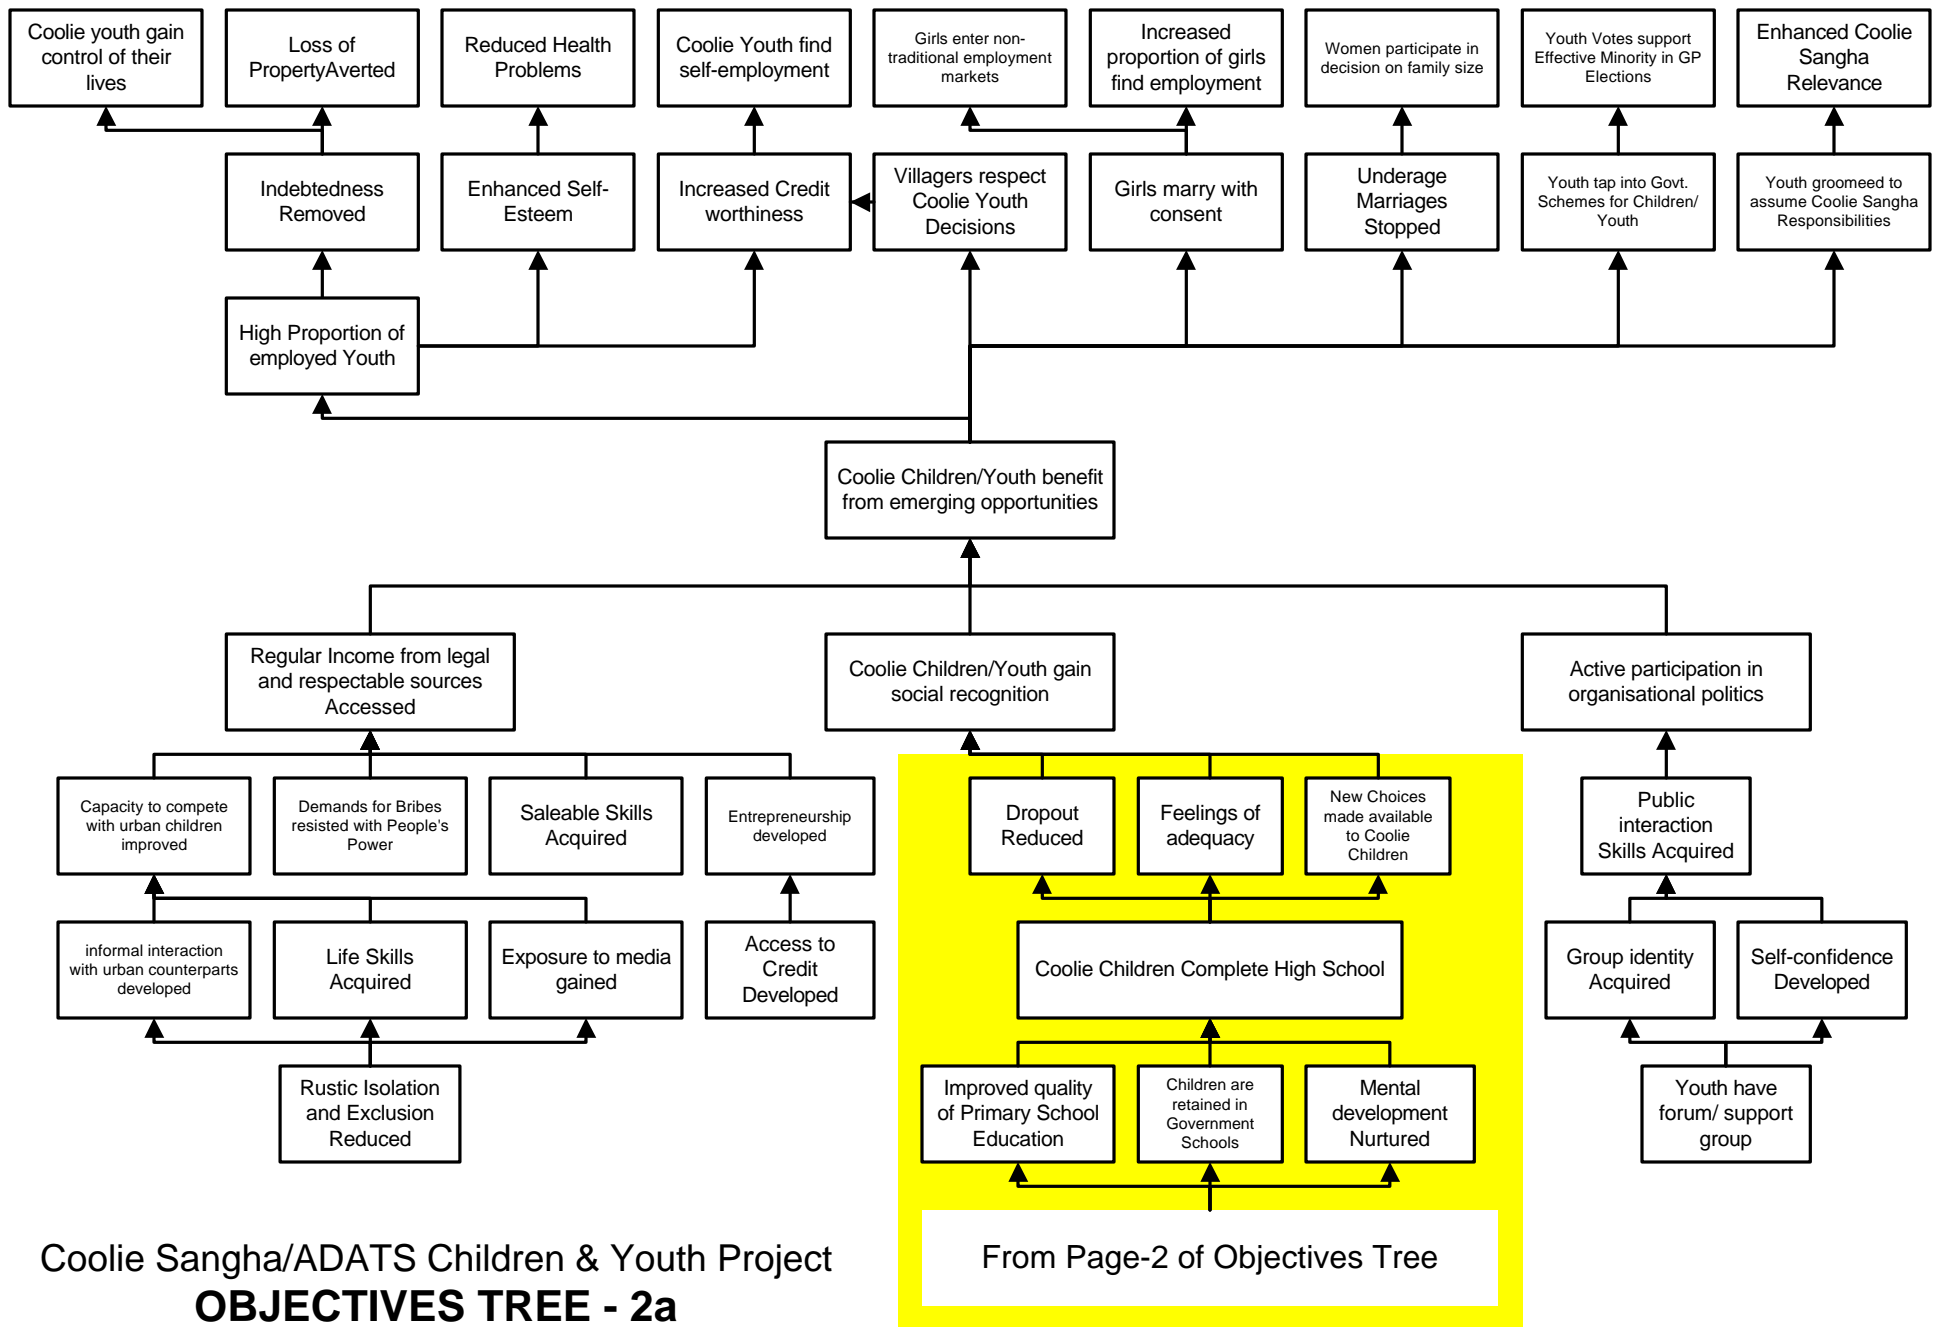 Coolie youth gain
control of their
lives
Loss of
PropertyAverted
Reduced Health
Problems
Coolie Youth find
self-employment
Girls enter non-
traditional employment
markets
Increased
proportion of girls
find employment
Women participate in
decision on family size
Youth Votes support
Effective Minority in GP
Elections
Enhanced Coolie
Sangha
Relevance
Indebtedness
Removed
Enhanced Self-
Esteem
Increased Credit
worthiness
Villagers respect
Coolie Youth
Decisions
Girls marry with
consent
Underage
Marriages
Stopped
Youth tap into Govt.
Schemes for Children/
Youth
Youth groomeed to
assume Coolie Sangha
Responsibilities
High Proportion of
employed Youth
Coolie Children/Youth benefit
from emerging opportunities
Regular Income from legal
and respectable sources
Accessed
Coolie Children/Youth gain
social recognition
Active participation in
organisational politics
Capacity to compete
with urban children
improved
Demands for Bribes
resisted with People's
Power
Saleable Skills
Acquired
Entrepreneurship
developed
Dropout
Reduced
Feelings of
adequacy
New Choices
made available
to Coolie
Children
Public
interaction
Skills Acquired
informal interaction
with urban counterparts
developed
Life Skills
Acquired
Exposure to media
gained
Access to
Credit
Developed
Coolie Children Complete High School
Group identity
Acquired
Self-confidence
Developed
Rustic Isolation
and Exclusion
Reduced
Improved quality
of Primary School
Education
Children are
retained in
Government
Schools
Mental
development
Nurtured
Youth have
forum/ support
group
From Page-2 of Objectives Tree
Coolie Sangha/ADATS Children & Youth Project
OBJECTIVES TREE - 2a